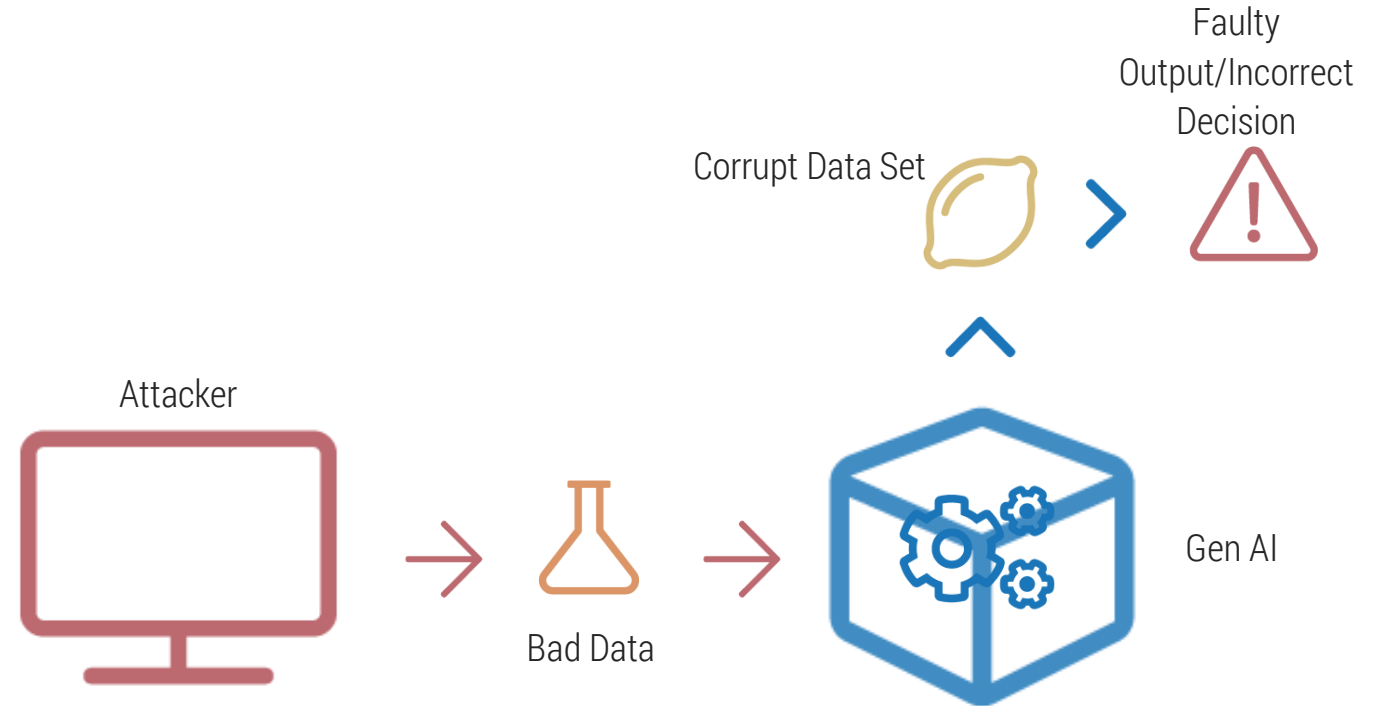 Faulty
Output/Incorrect
Decision
Corrupt Data Set
Attacker
Bad Data
Gen AI